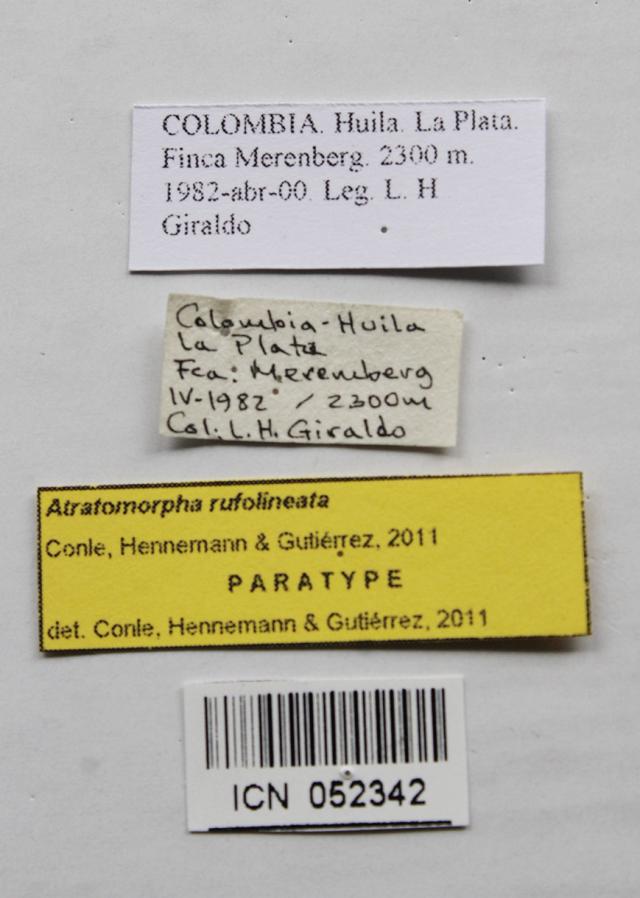 COLOMBIA. Huila. La Plata.
Finca Merenberg. 2300 m.
1982-abr-00. Leg. L. H
Giraldo
Colombia-Huila
La Plata
Fca: Meremberg
IV-1982 / 2300m
Col: L.H. Giraldo
Atratomorpha rufolineata
Conle, Hennemann & Gutiérrez, 2011
PARATYPE
det. Conle, Hennemann & Gutiérrez, 2011
ICN 052342